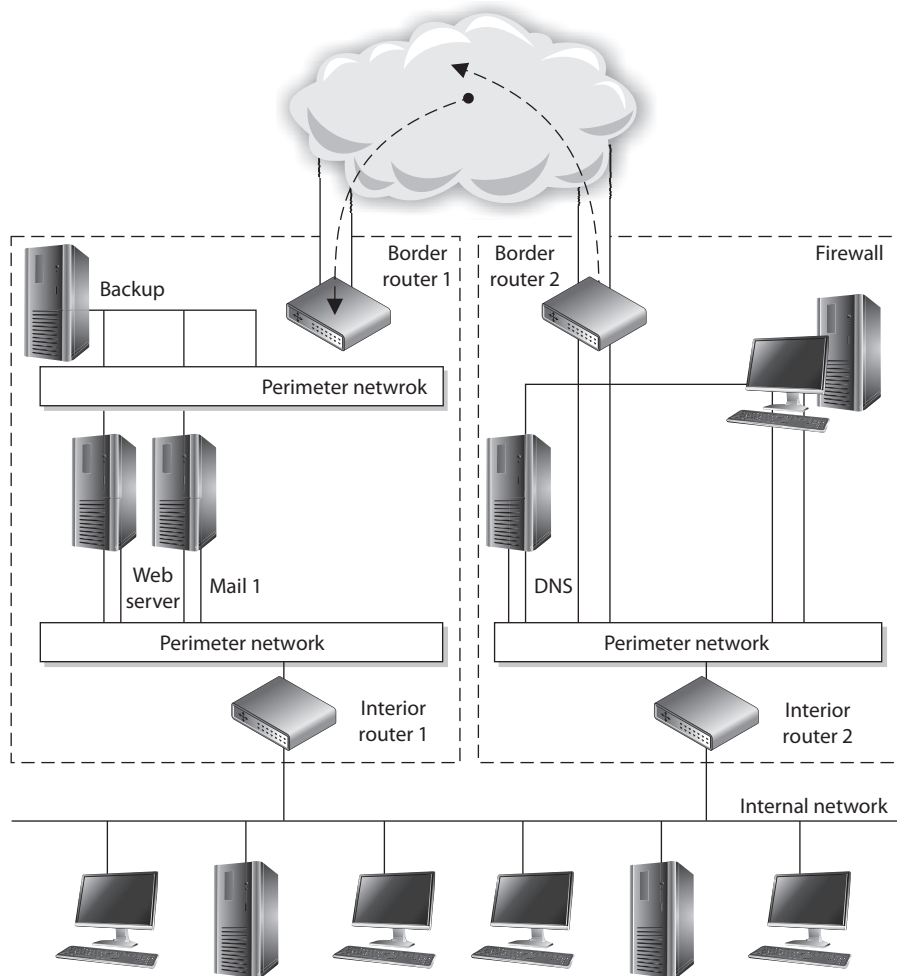 Border
router 1
Border
router 2
Firewall
Backup
Perimeter netwrok
Web
server
Mail 1
DNS
Perimeter network
Perimeter network
Interior
router 1
Interior
router 2
Internal network